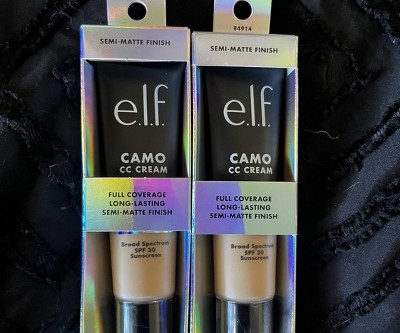 SEMI-MATTE FINISH
e.l.f.
CAMO
CC CREAM
FULL COVERAGE
LONG-LASTING
SEMI-MATTE FINISH
Broad Spectrum
SPF 30
Sunscreen
84914
SEMI-MATTE FINISH
e.l.f.
CAMO
CC CREAM
FULL COVERAGE
LONG-LASTING
SEMI-MATTE FINISH
Broad Spectrum
SPF 30
Sunscreen